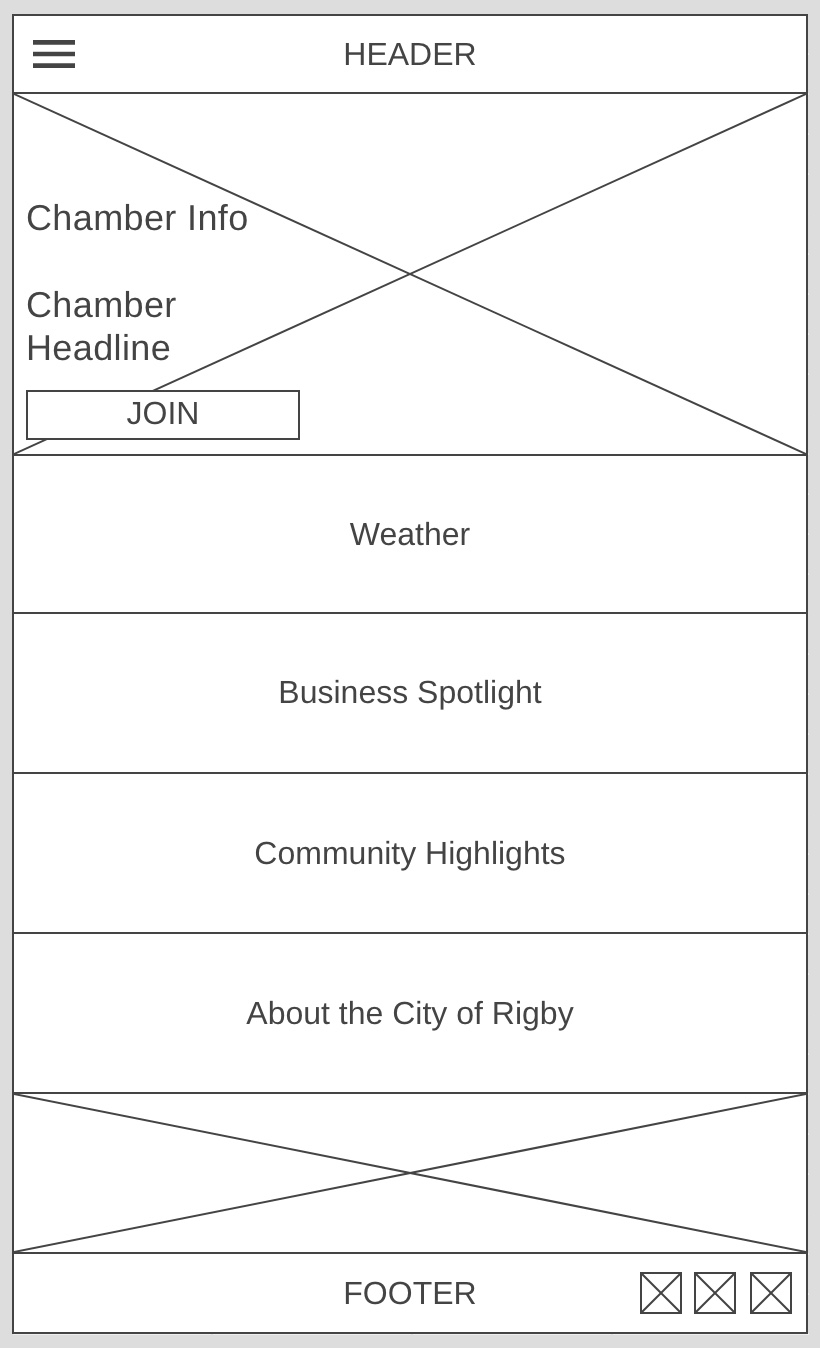 HEADER
Chamber Info
Chamber
Headline
JOIN
Weather
Business Spotlight
Community Highlights
About the City of Rigby
FOOTER